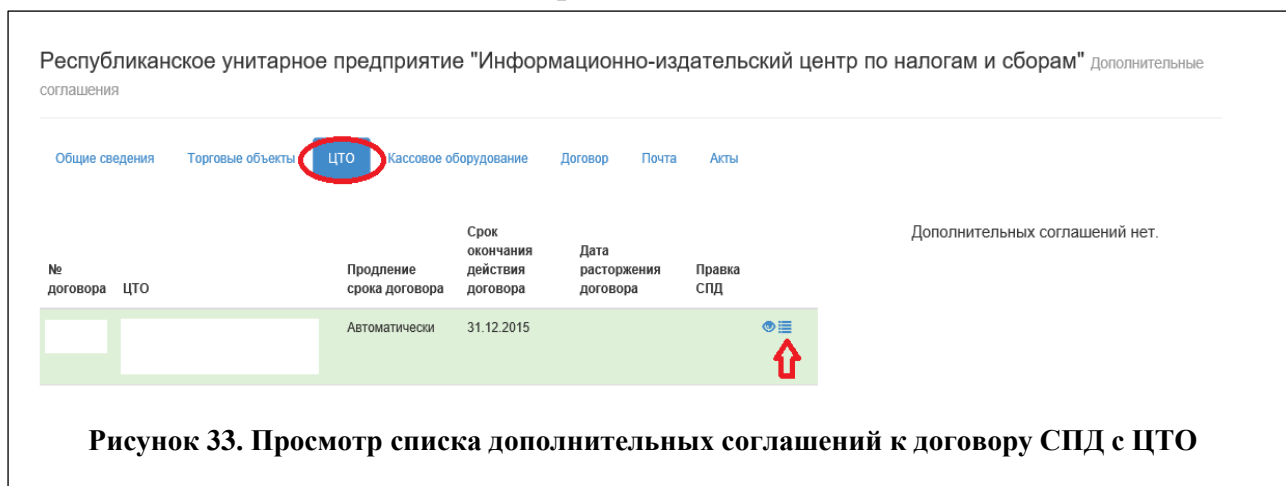 Республиканское унитарное предприятие "Информационно-издательский центр по налогам и сборам" Дополнительные
соглашения
Общие сведения Торговые объекты ЦТО Кассовое оборудование Договор Почта Акты
Дополнительных соглашений нет.
№ договора
ЦТО
Продление срока договора
Срок окончания действия договора
Дата расторжения договора
Правка СПД
Автоматически 31.12.2015
Рисунок 33. Просмотр списка дополнительных соглашений к договору СПД с ЦТО